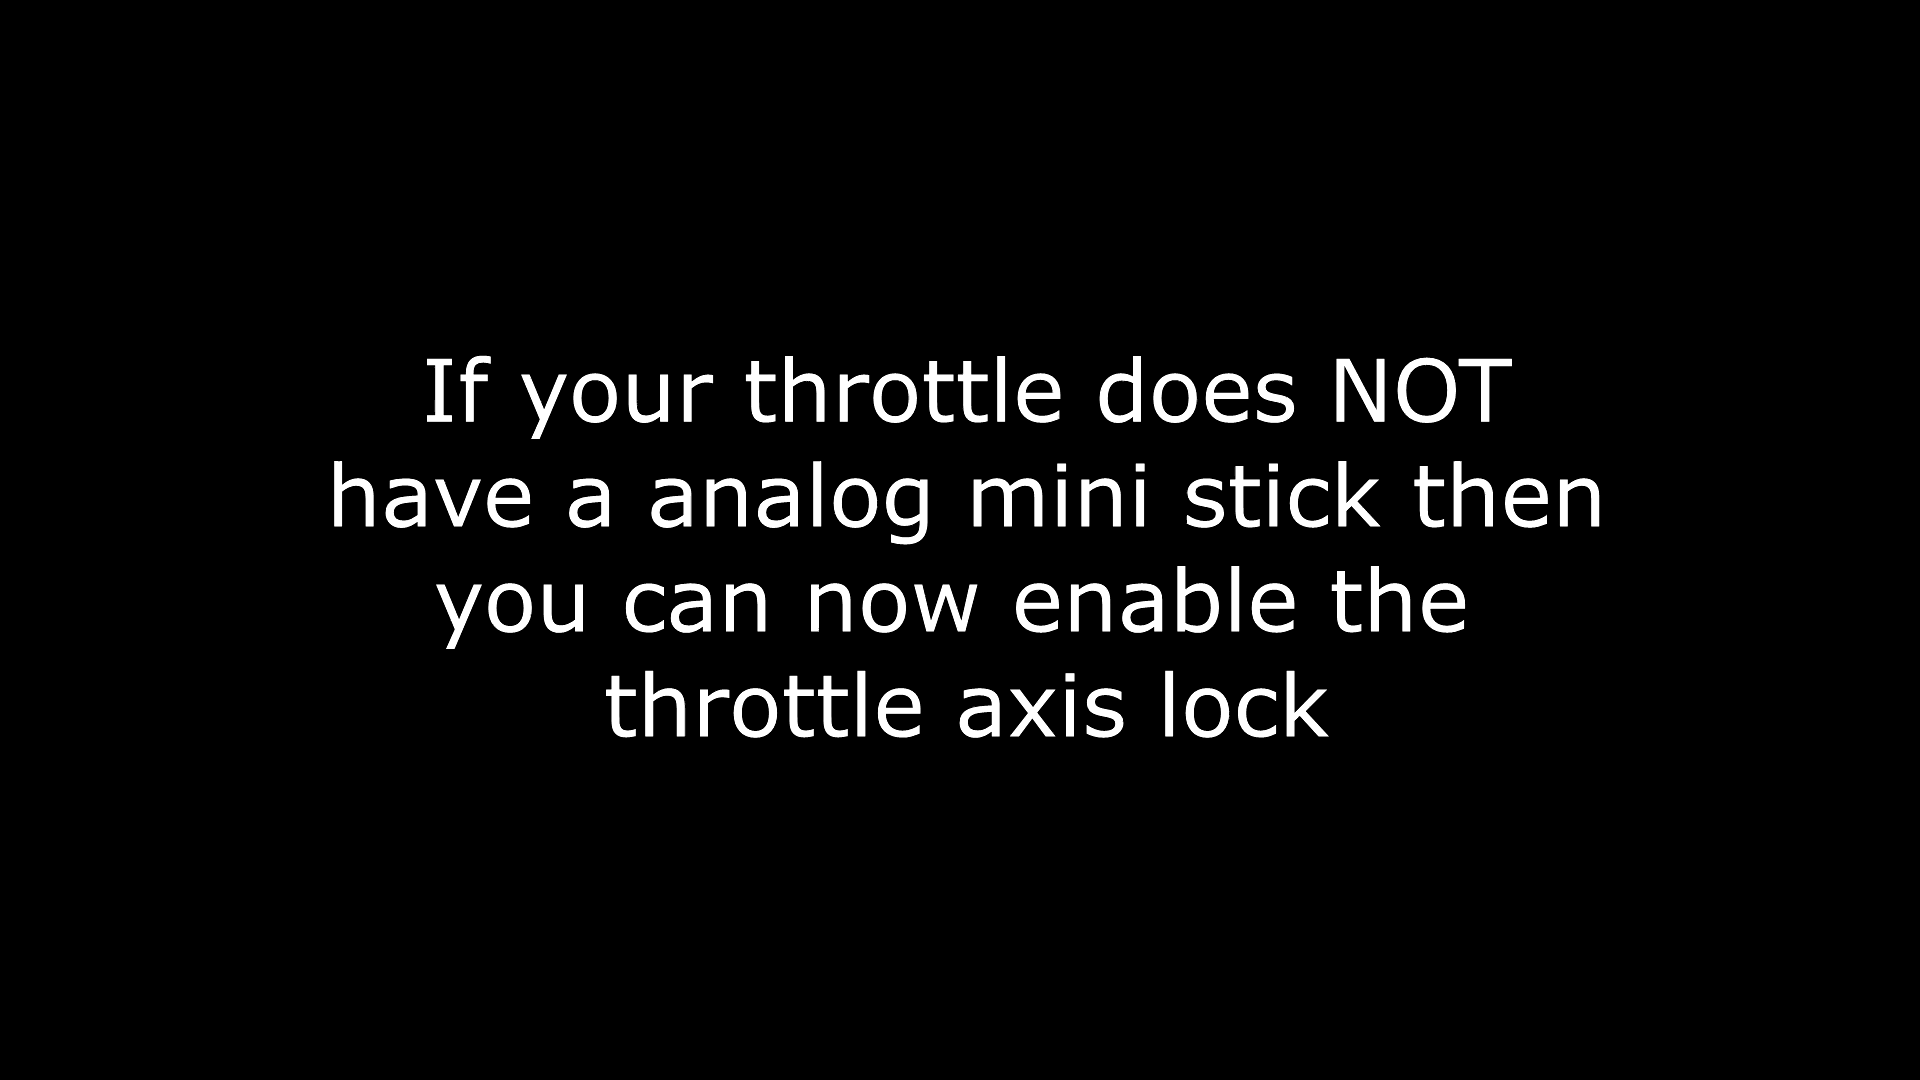 If your throttle does NOT
have a analog mini stick then
you can now enable the
throttle axis lock